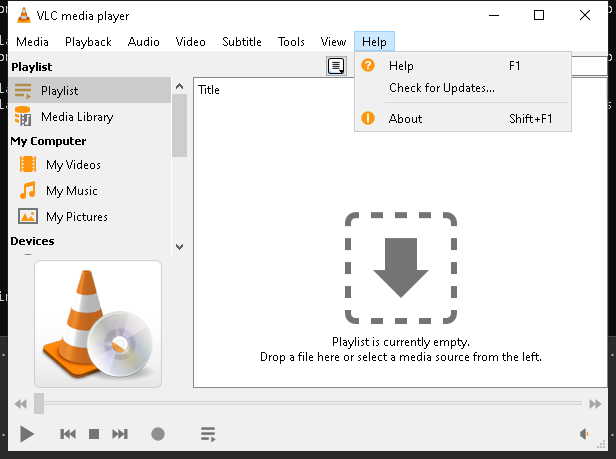 VLC media player
Media Playback Audio Video Subtitle Tools View Help
Playlist
Playlist
Media Library
My Computer
My Videos
My Music
My Pictures
Devices
Title
Help F1
Check for Updates...
About Shift+F1
Playlist is currently empty.
Drop a file here or select a media source from the left.